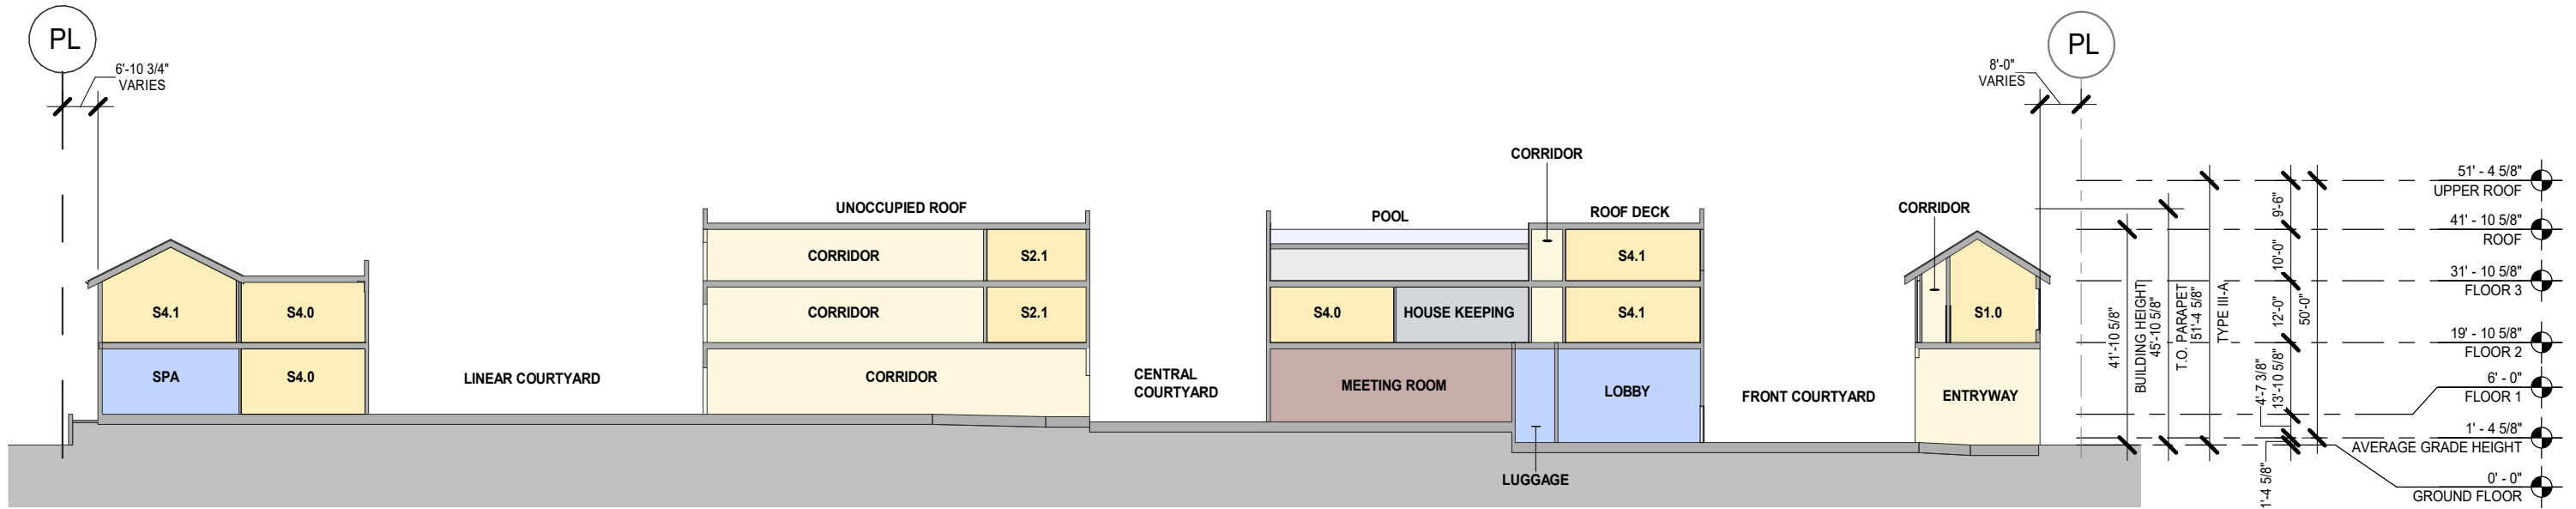 PL
PL
6'-10 3/4"
VARIES
8'-0"
VARIES
CORRIDOR
UNOCCUPIED ROOF
POOL
ROOF DECK
CORRIDOR
CORRIDOR
S2.1
S4.1
S4.1
S4.0
CORRIDOR
S2.1
S4.0
HOUSE KEEPING
S4.1
S1.0
SPA
S4.0
LINEAR COURTYARD
CORRIDOR
CENTRAL
COURTYARD
MEETING ROOM
LOBBY
FRONT COURTYARD
ENTRYWAY
LUGGAGE
41'-10 5/8"
BUILDING HEIGHT
45'-10 5/8"
T.O. PARAPET
51'-4 5/8"
TYPE III-A
9'-6"
10'-0"
12'-0"
13'-10 5/8"
4'-7 3/8"
1'-4 5/8"
50'-0"
51' - 4 5/8"
UPPER ROOF
41' - 10 5/8"
ROOF
31' - 10 5/8"
FLOOR 3
19' - 10 5/8"
FLOOR 2
6' - 0"
FLOOR 1
1' - 4 5/8"
AVERAGE GRADE HEIGHT
0' - 0"
GROUND FLOOR